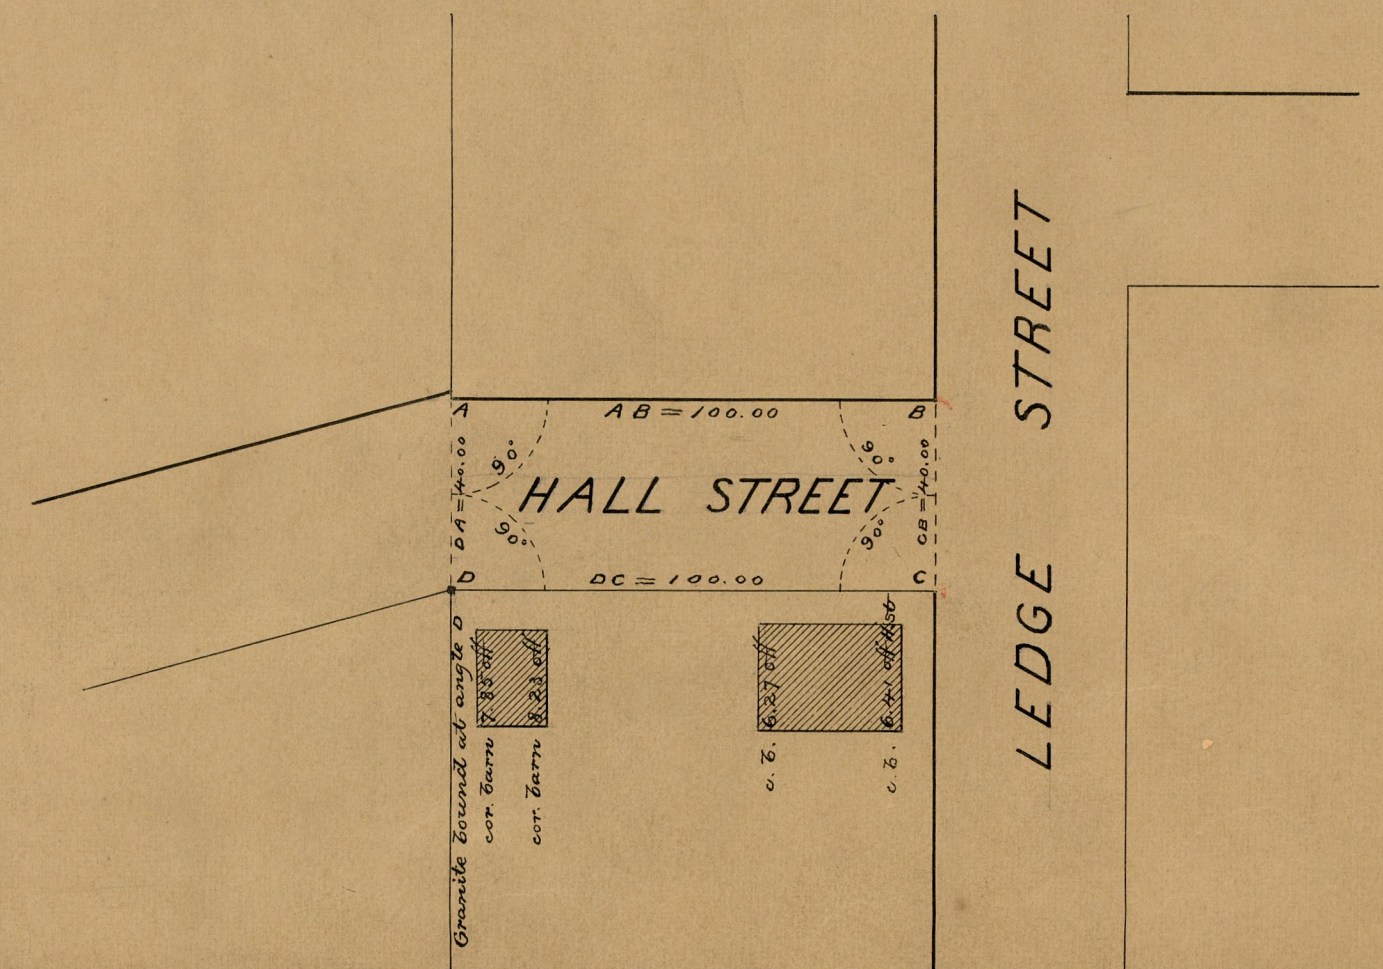 A
AB = 100.00
B
90°
90°
DA = 40.00
HALL STREET
CB = 40.00
90°
90°
D
DC = 100.00
C
LEDGE STREET
Granite bound at angle D
cor. barn 7.85 off
cor. barn 8.23 off
c. b. 6.27 off
c. b. 6.41 off H. st